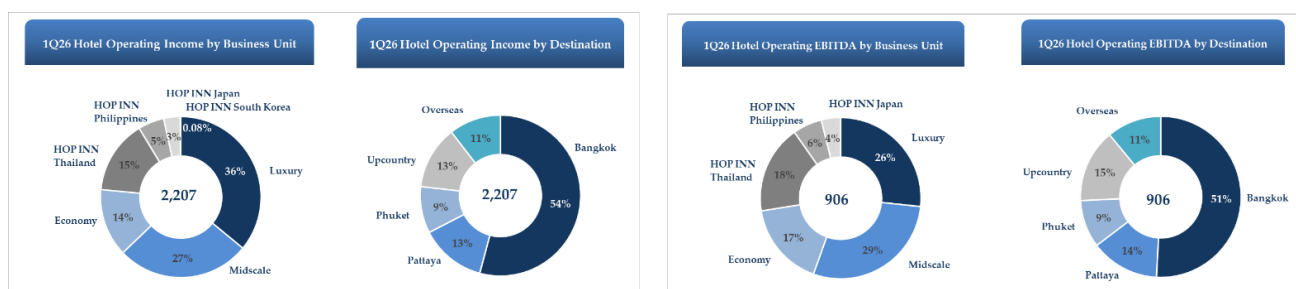 1Q26 Hotel Operating Income by Business Unit
HOP INN Japan
HOP INN South Korea
HOP INN
Philippines
0.08%
3%
5%
HOP INN
Thailand
15%
36%
Luxury
2,207
Economy
14%
27%
Midscale
1Q26 Hotel Operating Income by Destination
Overseas
11%
Bangkok
Upcountry
13%
2,207
Phuket
9%
54%
13%
Pattaya
1Q26 Hotel Operating EBITDA by Business Unit
HOP INN Japan
HOP INN
Philippines
4%
6%
Luxury
26%
HOP INN
Thailand
18%
906
Economy
17%
29%
Midscale
1Q26 Hotel Operating EBITDA by Destination
Overseas
11%
Upcountry
15%
906
51%
Bangkok
Phuket
9%
14%
Pattaya